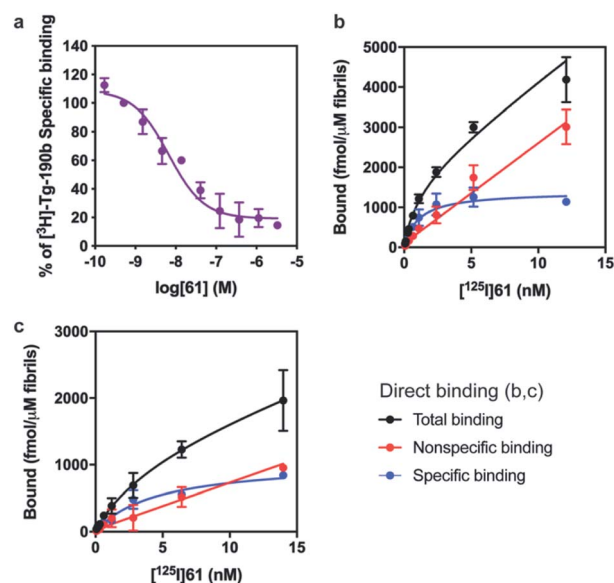 a
% of [³H]-Tg-190b Specific binding
140
120
100
80
60
40
20
0
-10 -9 -8 -7 -6 -5
log[61] (M)
b
Bound (fmol/μM fibrils)
5000
4000
3000
2000
1000
0
0 5 10 15
[¹²⁵I]61 (nM)
c
Bound (fmol/μM fibrils)
3000
2000
1000
0
0 5 10 15
[¹²⁵I]61 (nM)
Direct binding (b,c)
Total binding
Nonspecific binding
Specific binding